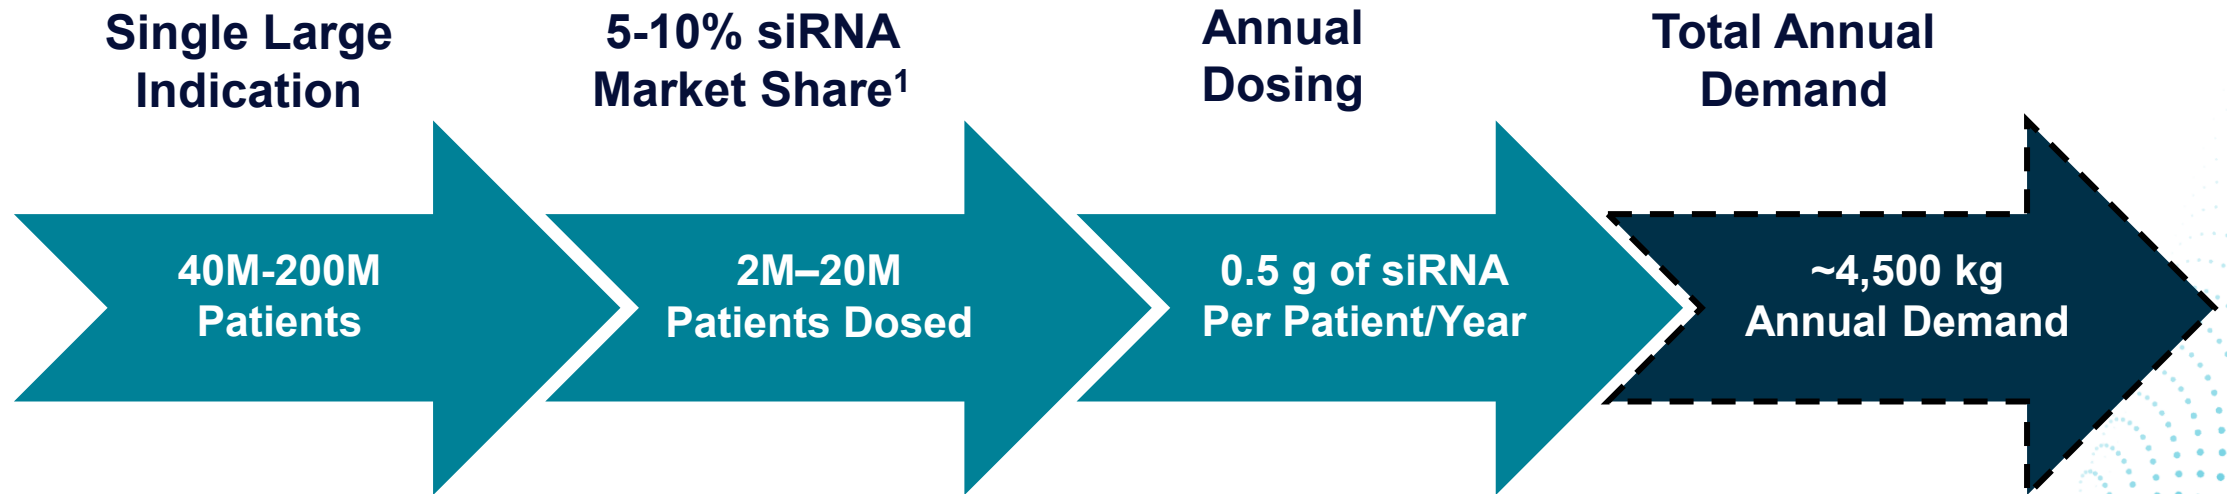 Single Large
Indication
5-10% siRNA
Market Share¹
Annual
Dosing
Total Annual
Demand
40M-200M
Patients
2M–20M
Patients Dosed
0.5 g of siRNA
Per Patient/Year
~4,500 kg
Annual Demand